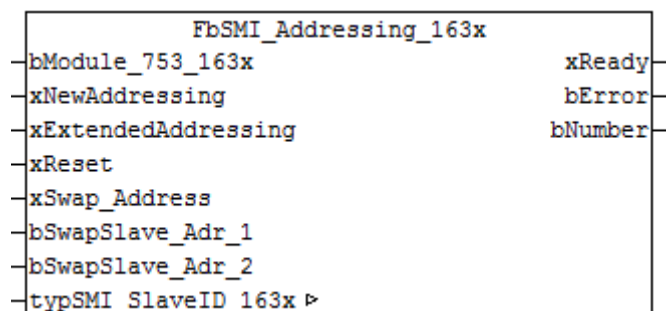 FbSMI_Addressing_163x
bModule_753_163x xReady
xNewAddressing bError
xExtendedAddressing bNumber
xReset
xSwap_Address
bSwapSlave_Adr_1
bSwapSlave_Adr_2
typSMI_SlaveID_163x ▷